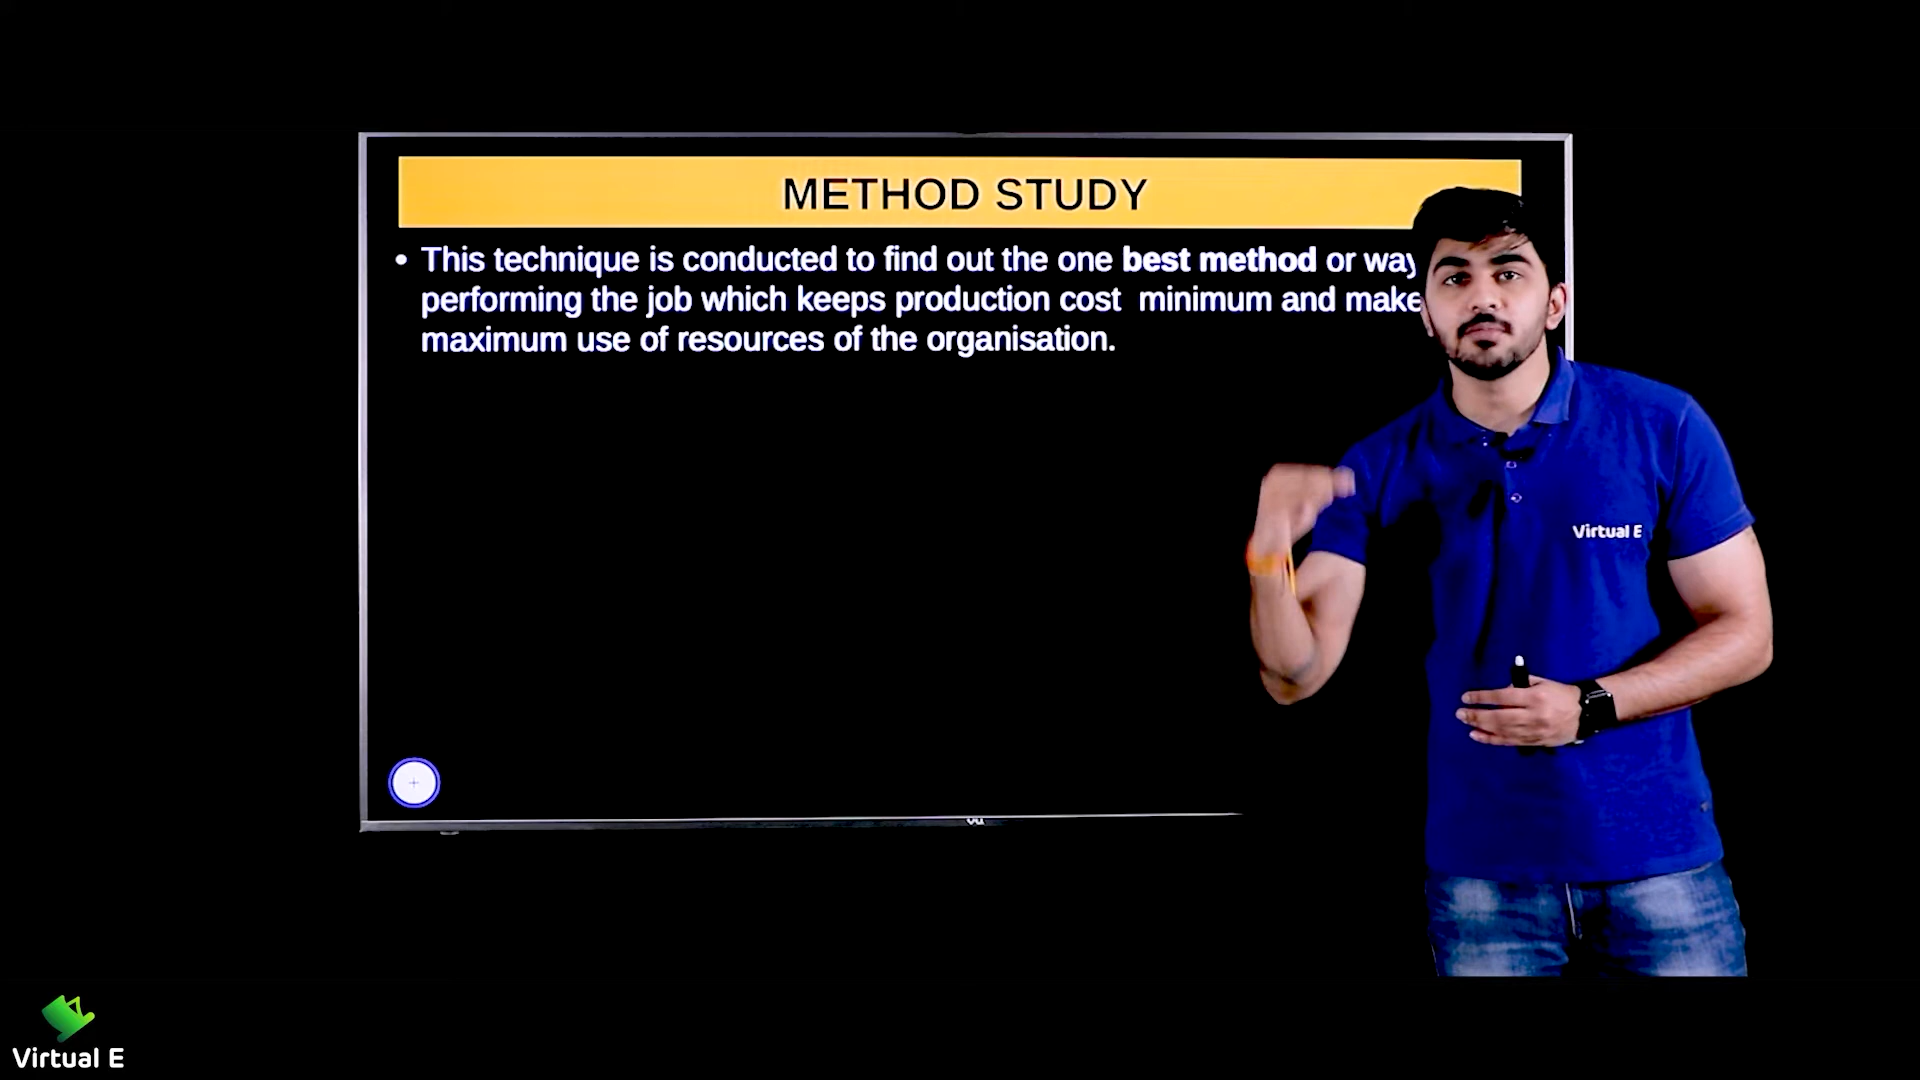 METHOD STUDY
• This technique is conducted to find out the one best method or way
performing the job which keeps production cost minimum and make
maximum use of resources of the organisation.
Virtual E
Virtual E